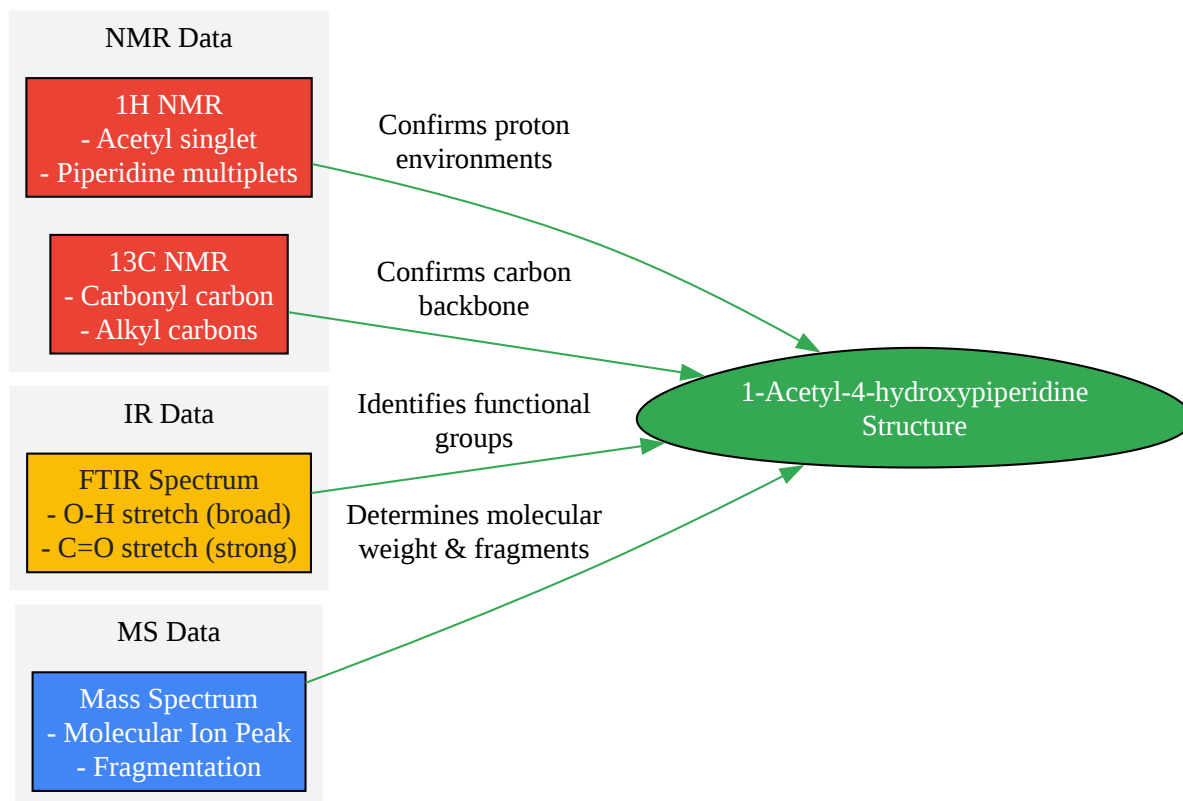 NMR Data
1H NMR
- Acetyl singlet
- Piperidine multiplets
Confirms proton
environments
13C NMR
- Carbonyl carbon
- Alkyl carbons
Confirms carbon
backbone
IR Data
FTIR Spectrum
- O-H stretch (broad)
- C=O stretch (strong)
Identifies functional
groups
MS Data
Mass Spectrum
- Molecular Ion Peak
- Fragmentation
Determines molecular
weight & fragments
1-Acetyl-4-hydroxypiperidine
Structure